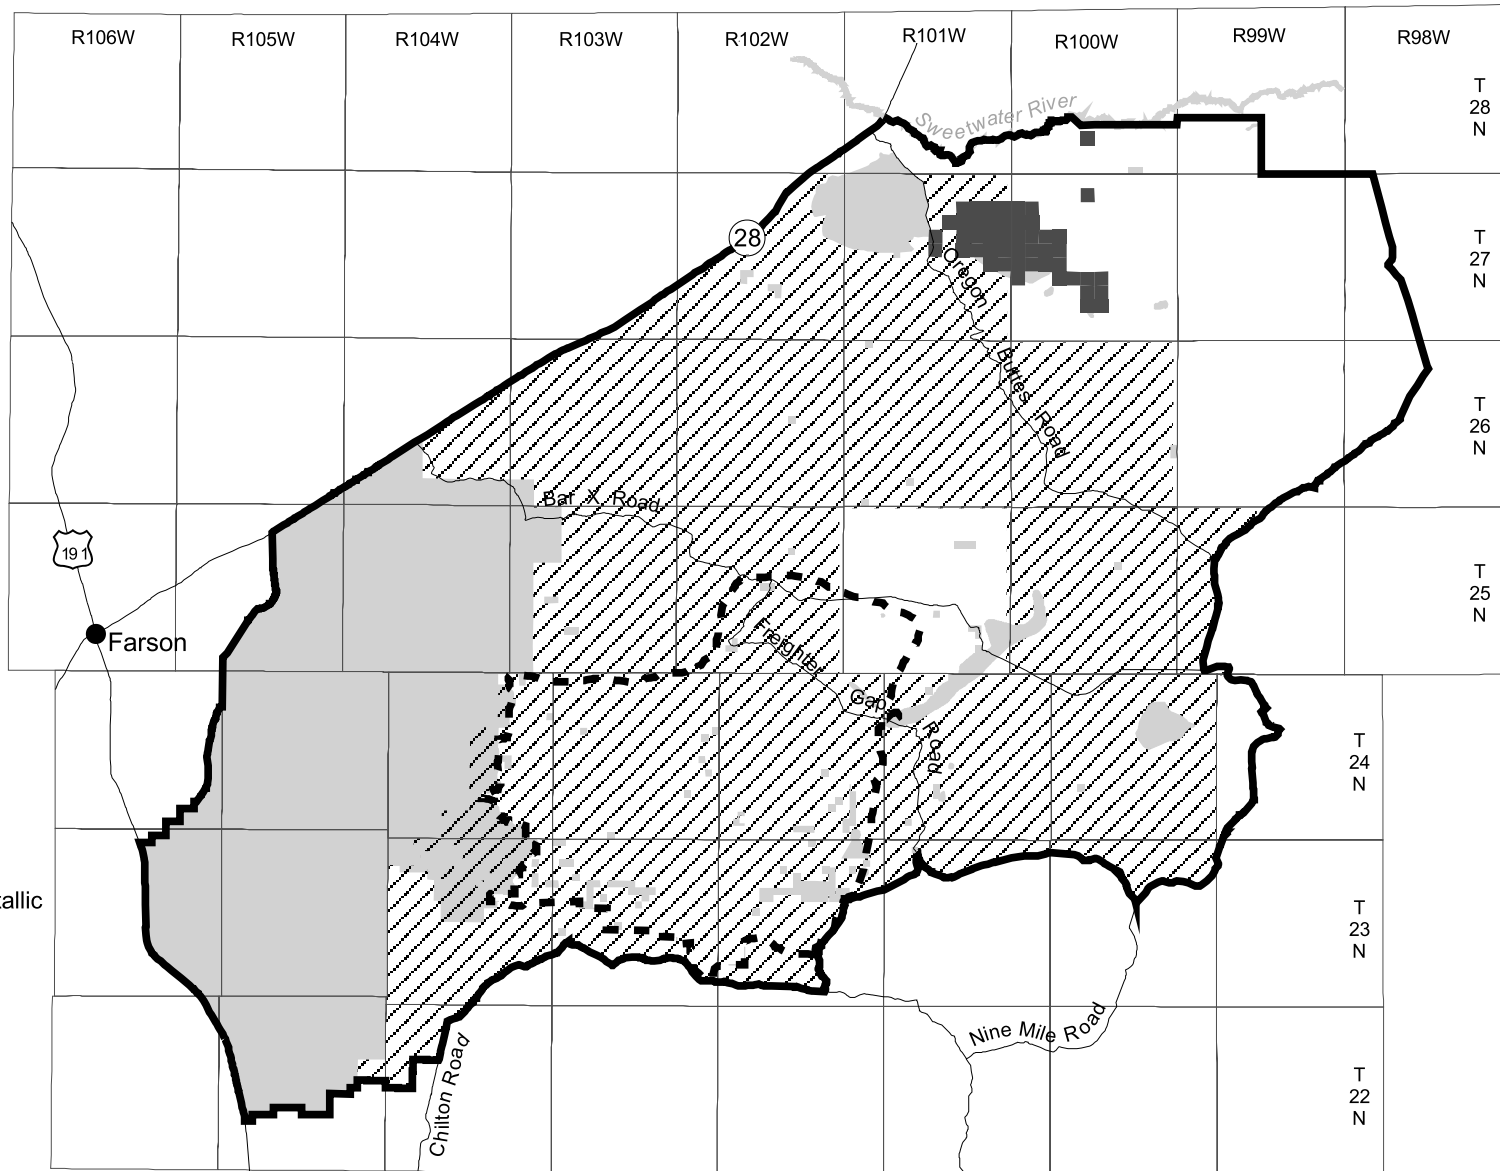 R106W
R105W
R104W
R103W
R102W
R101W
R100W
R99W
R98W
T
28
N
Sweetwater River
28
T
27
N
Oregon Buttes Road
T
26
N
Bar X Road
191
T
25
N
Farson
Freighter Gap Road
T
24
N
tallic
T
23
N
Nine Mile Road
Chilton Road
T
22
N